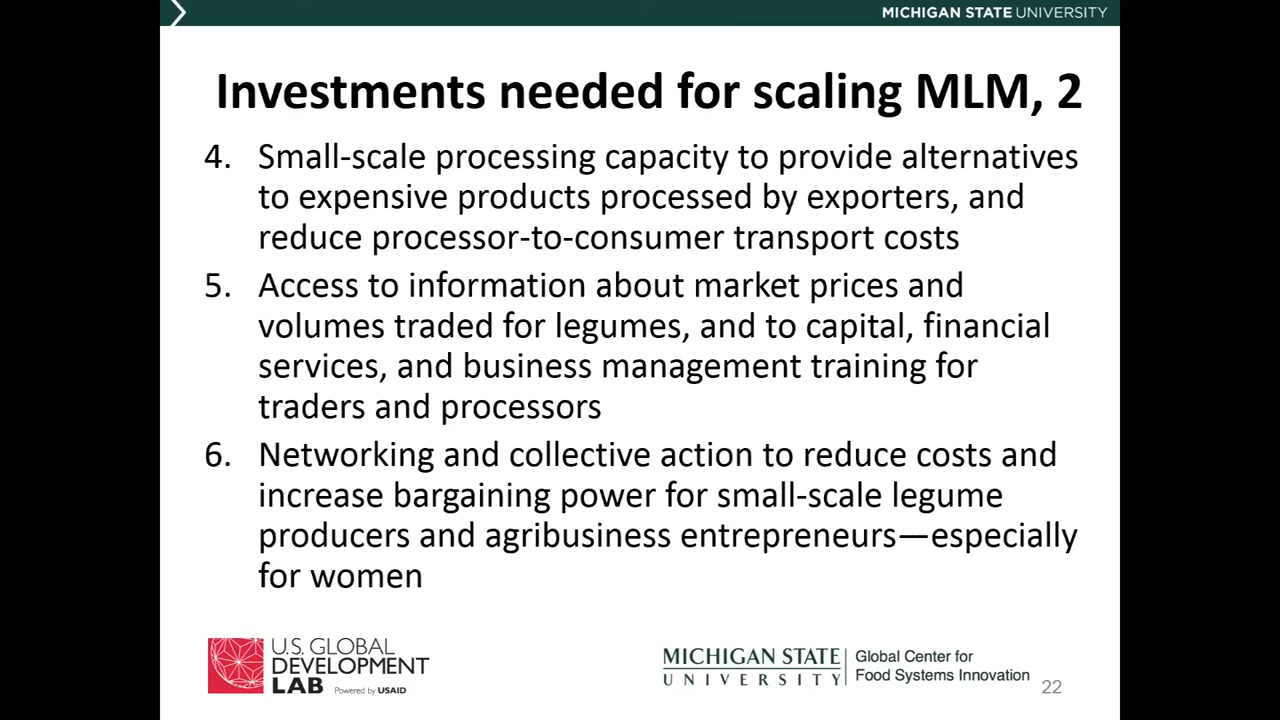 MICHIGAN STATE UNIVERSITY
Investments needed for scaling MLM, 2
4. Small-scale processing capacity to provide alternatives
to expensive products processed by exporters, and
reduce processor-to-consumer transport costs
5. Access to information about market prices and
volumes traded for legumes, and to capital, financial
services, and business management training for
traders and processors
6. Networking and collective action to reduce costs and
increase bargaining power for small-scale legume
producers and agribusiness entrepreneurs—especially
for women
U.S. GLOBAL
DEVELOPMENT
LAB Powered by USAID
MICHIGAN STATE
UNIVERSITY
Global Center for
Food Systems Innovation
22